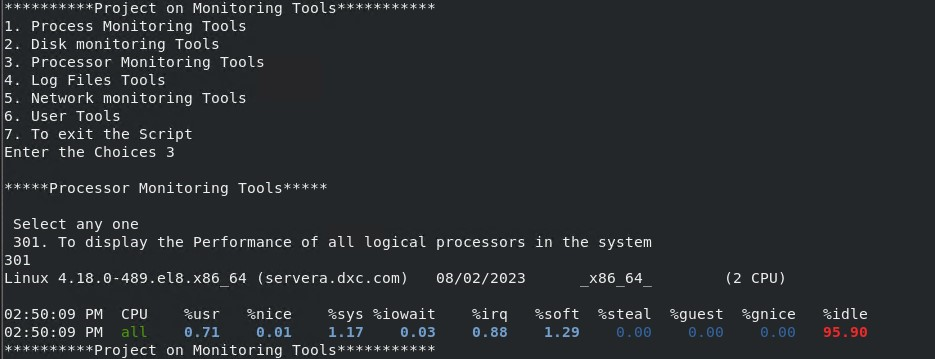 **********Project on Monitoring Tools***********
1. Process Monitoring Tools
2. Disk monitoring Tools
3. Processor Monitoring Tools
4. Log Files Tools
5. Network monitoring Tools
6. User Tools
7. To exit the Script
Enter the Choices 3
*****Processor Monitoring Tools*****
Select any one
301. To display the Performance of all logical processors in the system
301
Linux 4.18.0-489.el8.x86_64 (servera.dxc.com) 08/02/2023 _x86_64_ (2 CPU)
02:50:09 PM CPU %usr %nice %sys %iowait %irq %soft %steal %guest %gnice %idle
02:50:09 PM all 0.71 0.01 1.17 0.03 0.88 1.29 0.00 0.00 0.00 95.90
**********Project on Monitoring Tools***********